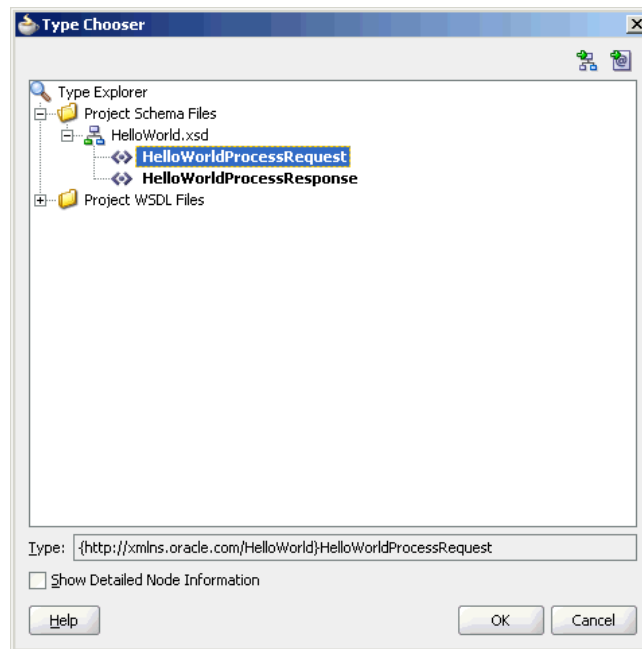 Type Chooser
Type Explorer
Project Schema Files
HelloWorld.xsd
HelloWorldProcessRequest
HelloWorldProcessResponse
Project WSDL Files
Type: {http://xmlns.oracle.com/HelloWorld}HelloWorldProcessRequest
Show Detailed Node Information
Help OK Cancel